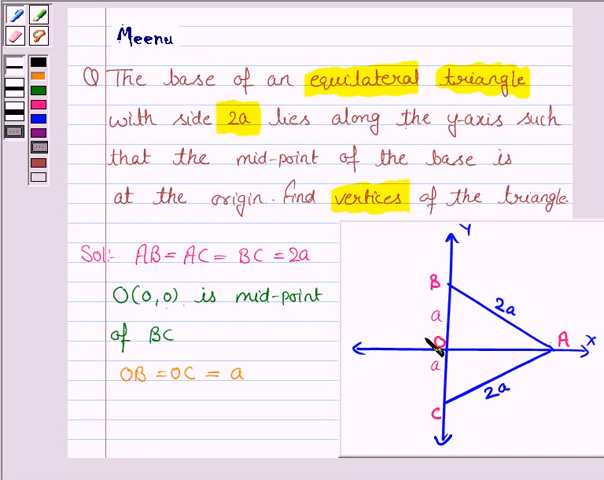 Meenu
Q The base of an equilateral triangle
with side 2a lies along the y-axis such
that the mid-point of the base is
at the origin. Find vertices of the triangle.
Sol:- AB = AC = BC = 2a
O(0,0) is mid-point
of BC
OB = OC = a
Y
B
2a
a
O
A
X
a
2a
C